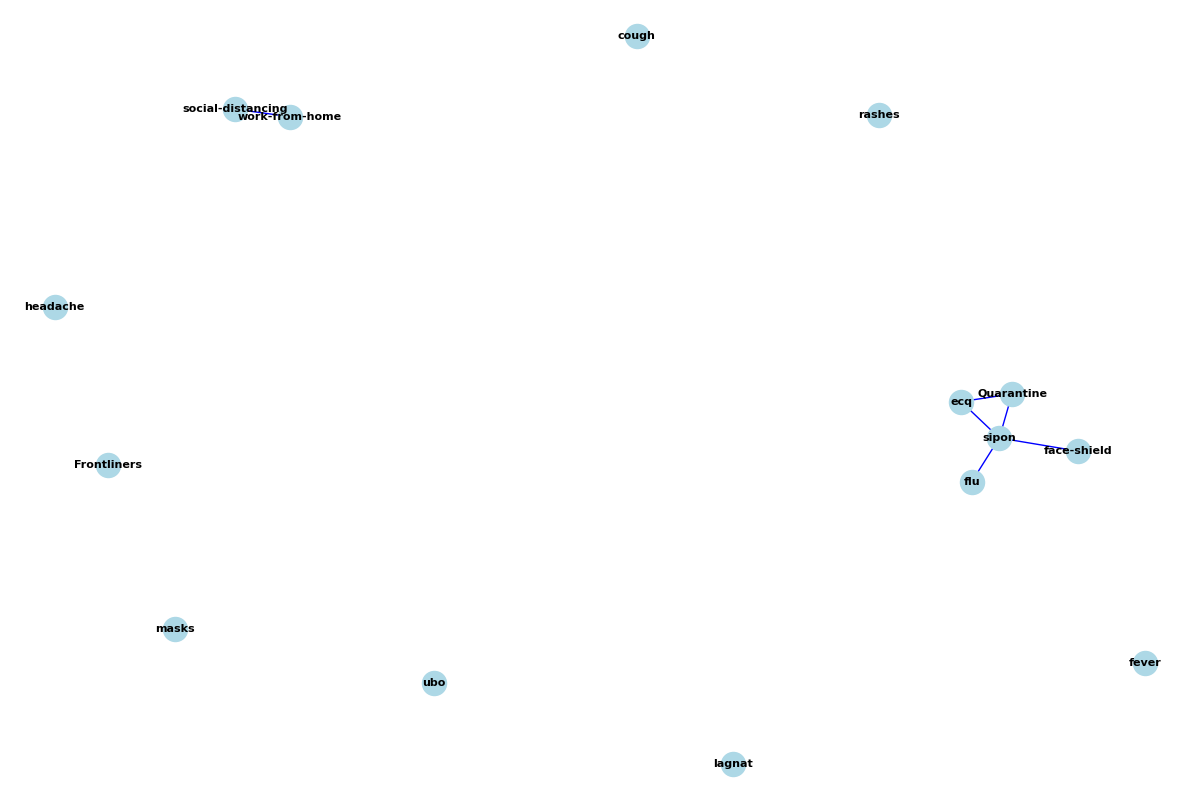 cough
social-distancing
work-from-home
rashes
headache
Quarantine
ecq
sipon
face-shield
Frontliners
flu
masks
fever
ubo
lagnat